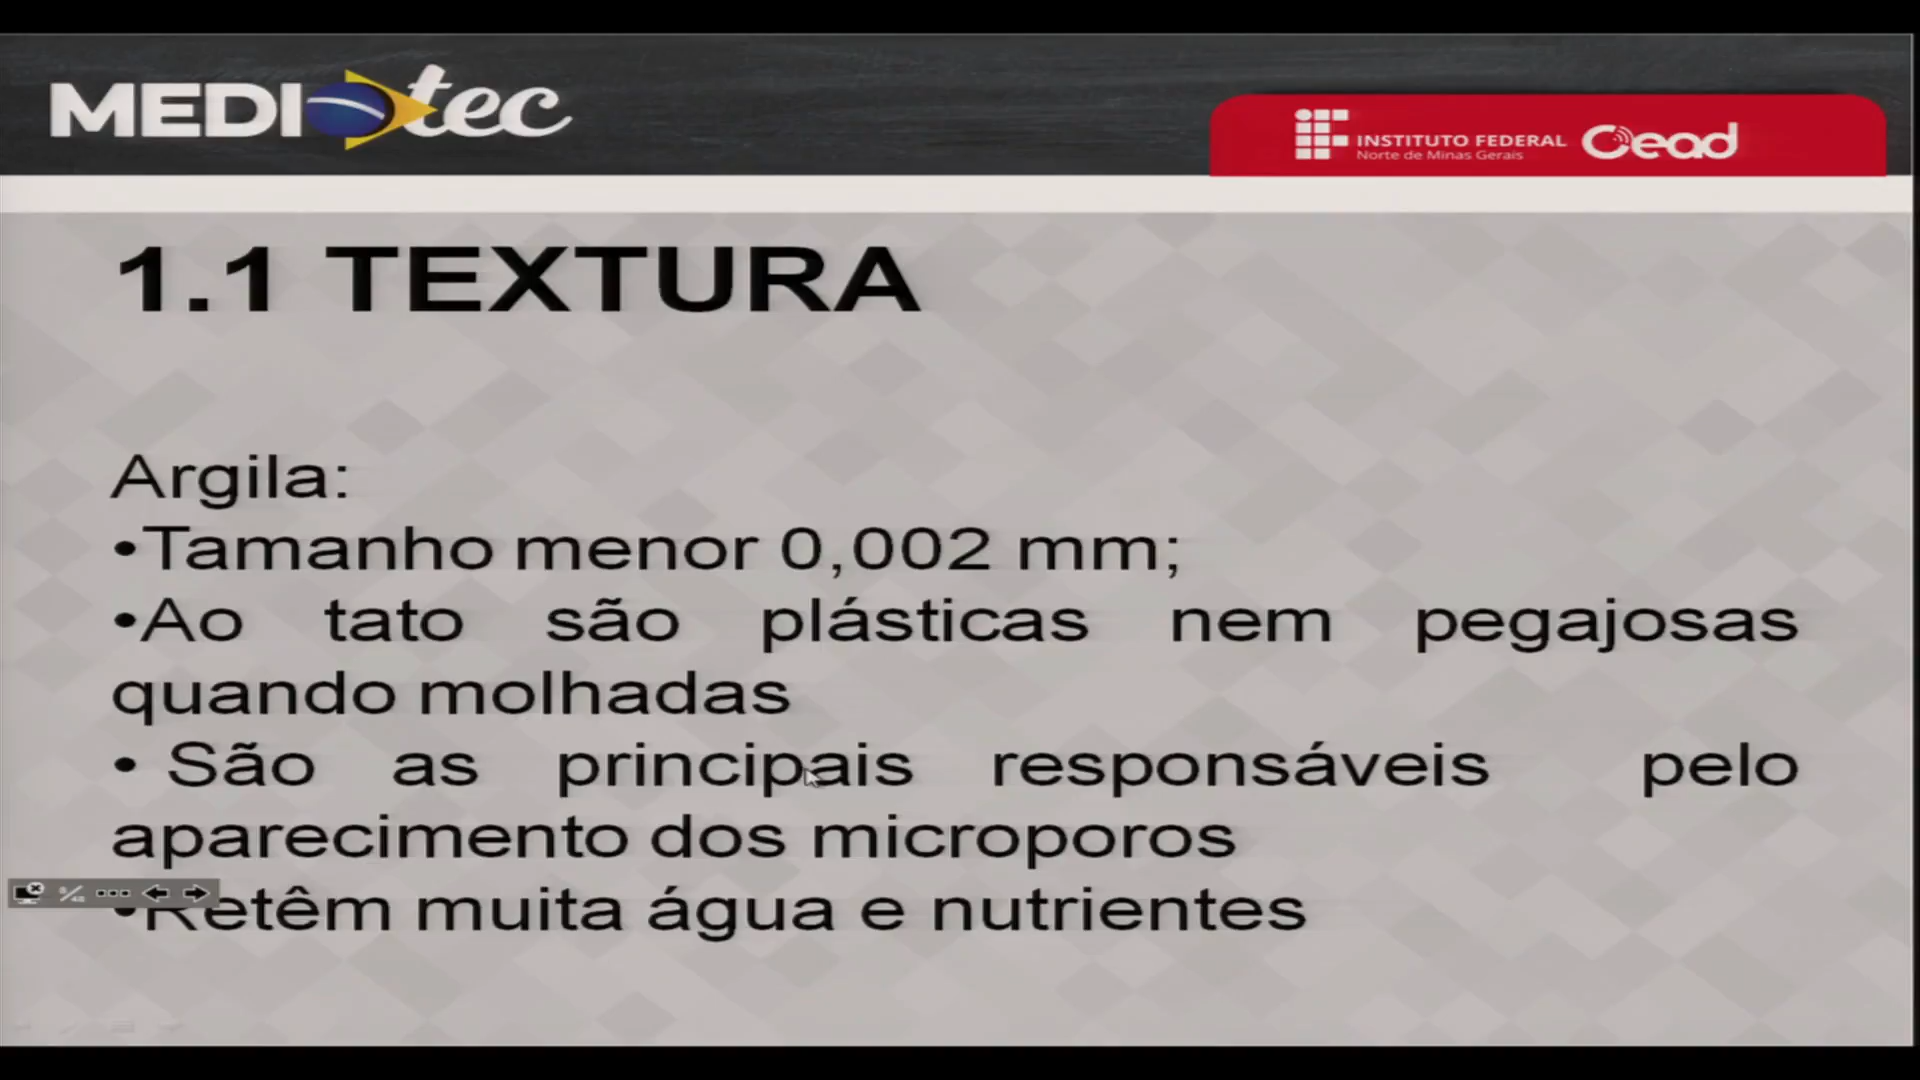 MEDIOtec
INSTITUTO FEDERAL
Norte de Minas Gerais
Cead
1.1 TEXTURA
Argila:
•Tamanho menor 0,002 mm;
•Ao tato são plásticas nem pegajosas
quando molhadas
• São as principais responsáveis pelo
aparecimento dos microporos
•Retêm muita água e nutrientes